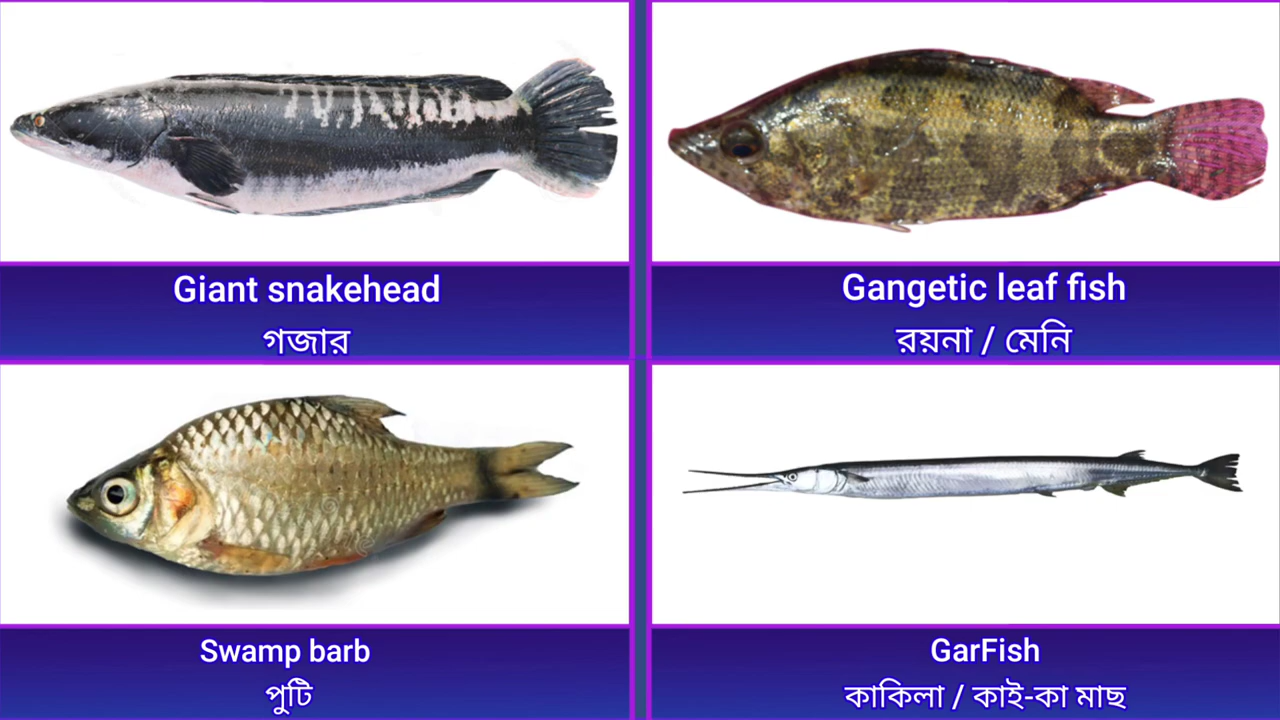 Giant snakehead
গজার
Gangetic leaf fish
রয়না / মেনি
Swamp barb
পুটি
GarFish
কাকিলা / কাই-কা মাছ